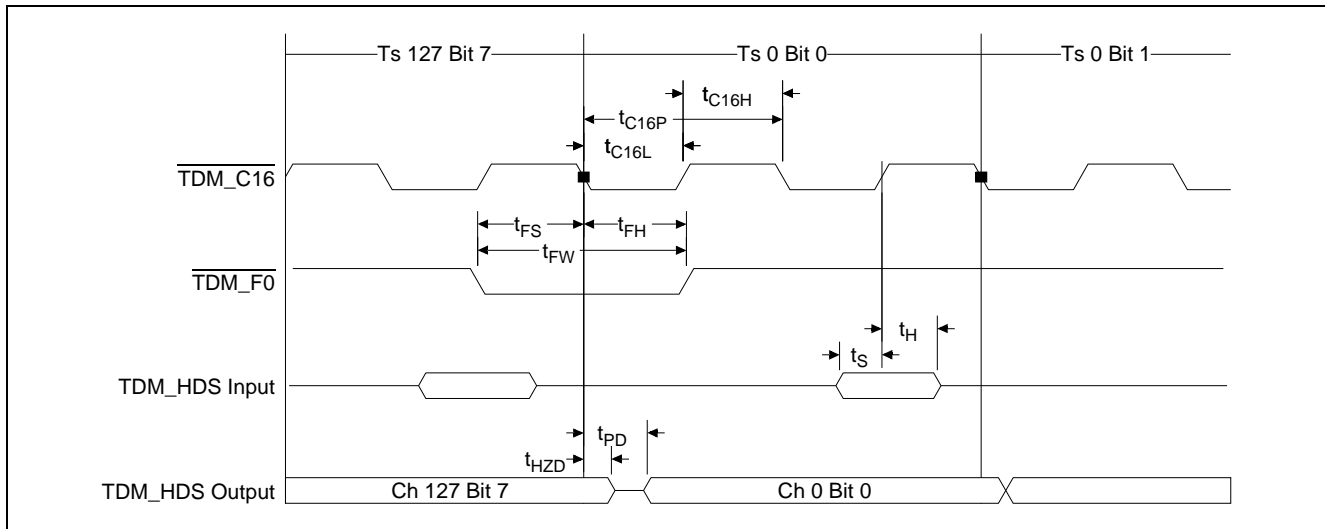 Ts 127 Bit 7 Ts 0 Bit 0 Ts 0 Bit 1
tC16H
tC16P
tC16L
TDM_C16
tFS tFH
tFW
TDM_F0
tH
tS
TDM_HDS Input
tPD
tHZD
TDM_HDS Output Ch 127 Bit 7 Ch 0 Bit 0